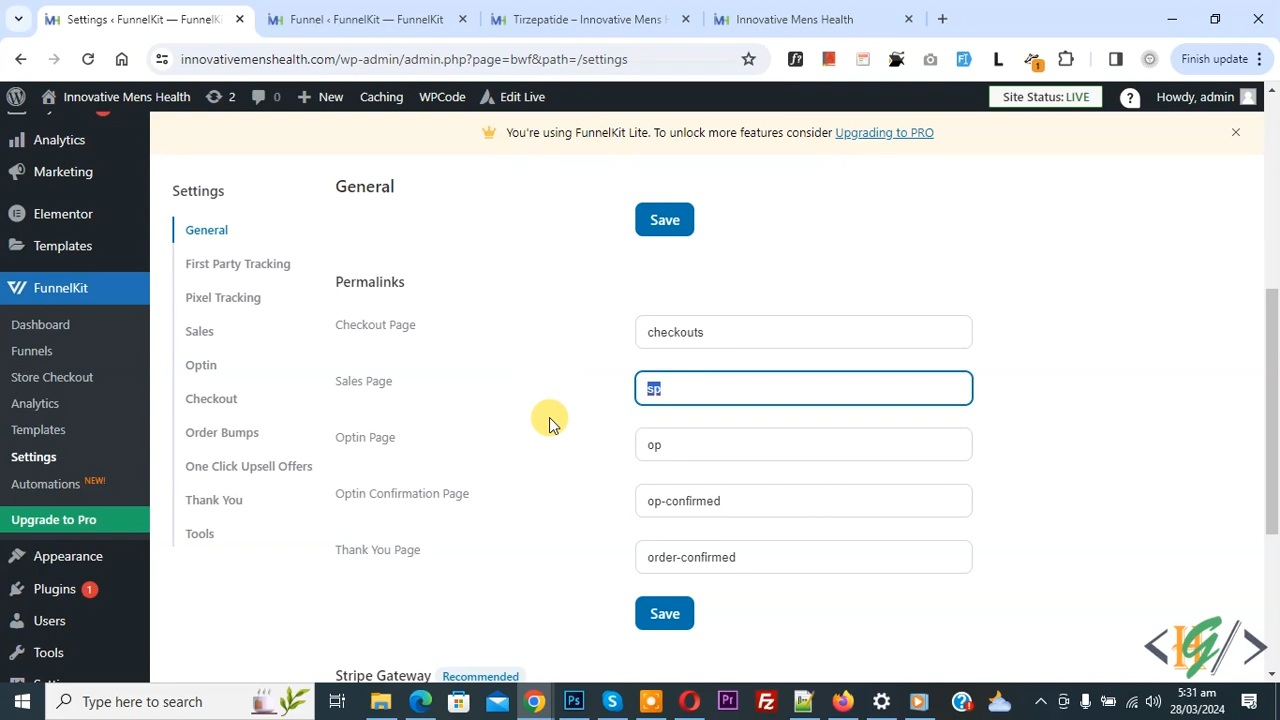 Settings ‹ FunnelKit — FunnelKi
Funnel ‹ FunnelKit — FunnelKit
Tirzepatide – Innovative Mens H
Innovative Mens Health
innovativemenshealth.com/wp-admin/admin.php?page=bwf&path=/settings
Finish update
Innovative Mens Health
2
0
New
Caching
WPCode
Edit Live
Site Status: LIVE
?
Howdy, admin
You're using FunnelKit Lite. To unlock more features consider Upgrading to PRO
Analytics
Marketing
Elementor
Templates
FunnelKit
Dashboard
Funnels
Store Checkout
Analytics
Templates
Settings
Automations NEW!
Upgrade to Pro
Appearance
Plugins 1
Users
Tools
Settings
General
First Party Tracking
Pixel Tracking
Sales
Optin
Checkout
Order Bumps
One Click Upsell Offers
Thank You
Tools
General
Save
Permalinks
Checkout Page
checkouts
Sales Page
sp
Optin Page
op
Optin Confirmation Page
op-confirmed
Thank You Page
order-confirmed
Save
Stripe Gateway Recommended
Type here to search
5:31 am
28/03/2024